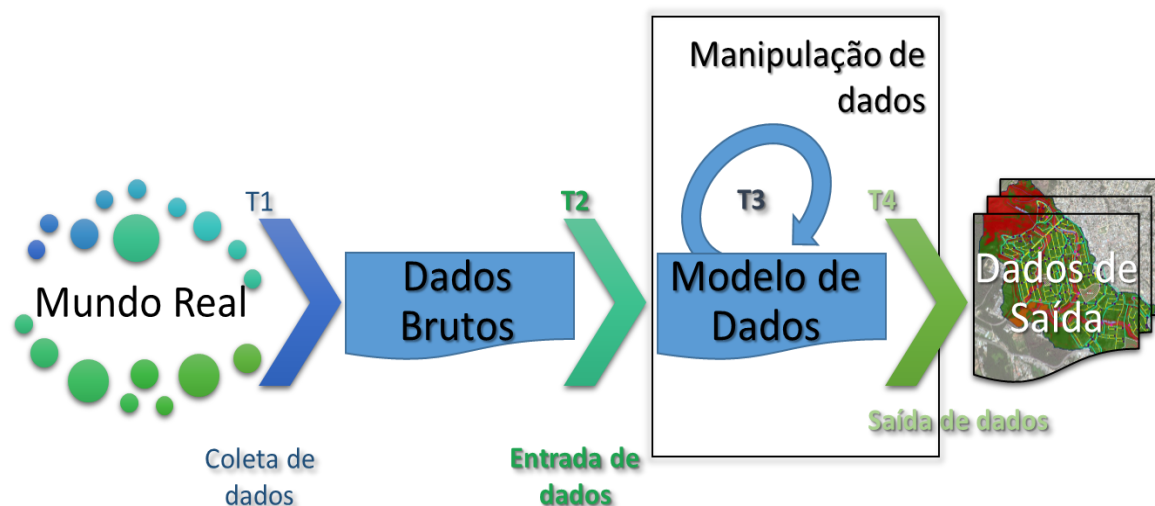 Manipulação de
dados
T1
T2
T3
T4
Mundo Real
Dados
Brutos
Modelo de
Dados
Dados de
Saída
Saída de dados
Coleta de
dados
Entrada de
dados